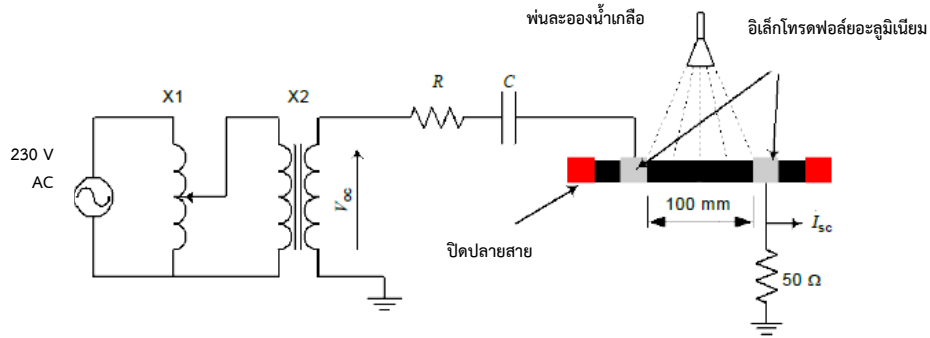 พ่นละอองน้ำเกลือ
อิเล็กโทรดฟอล์ยอะลูมิเนียม
X1
X2
R
C
230 V
AC
V∞
100 mm
Isc
ปิดปลายสาย
50 Ω